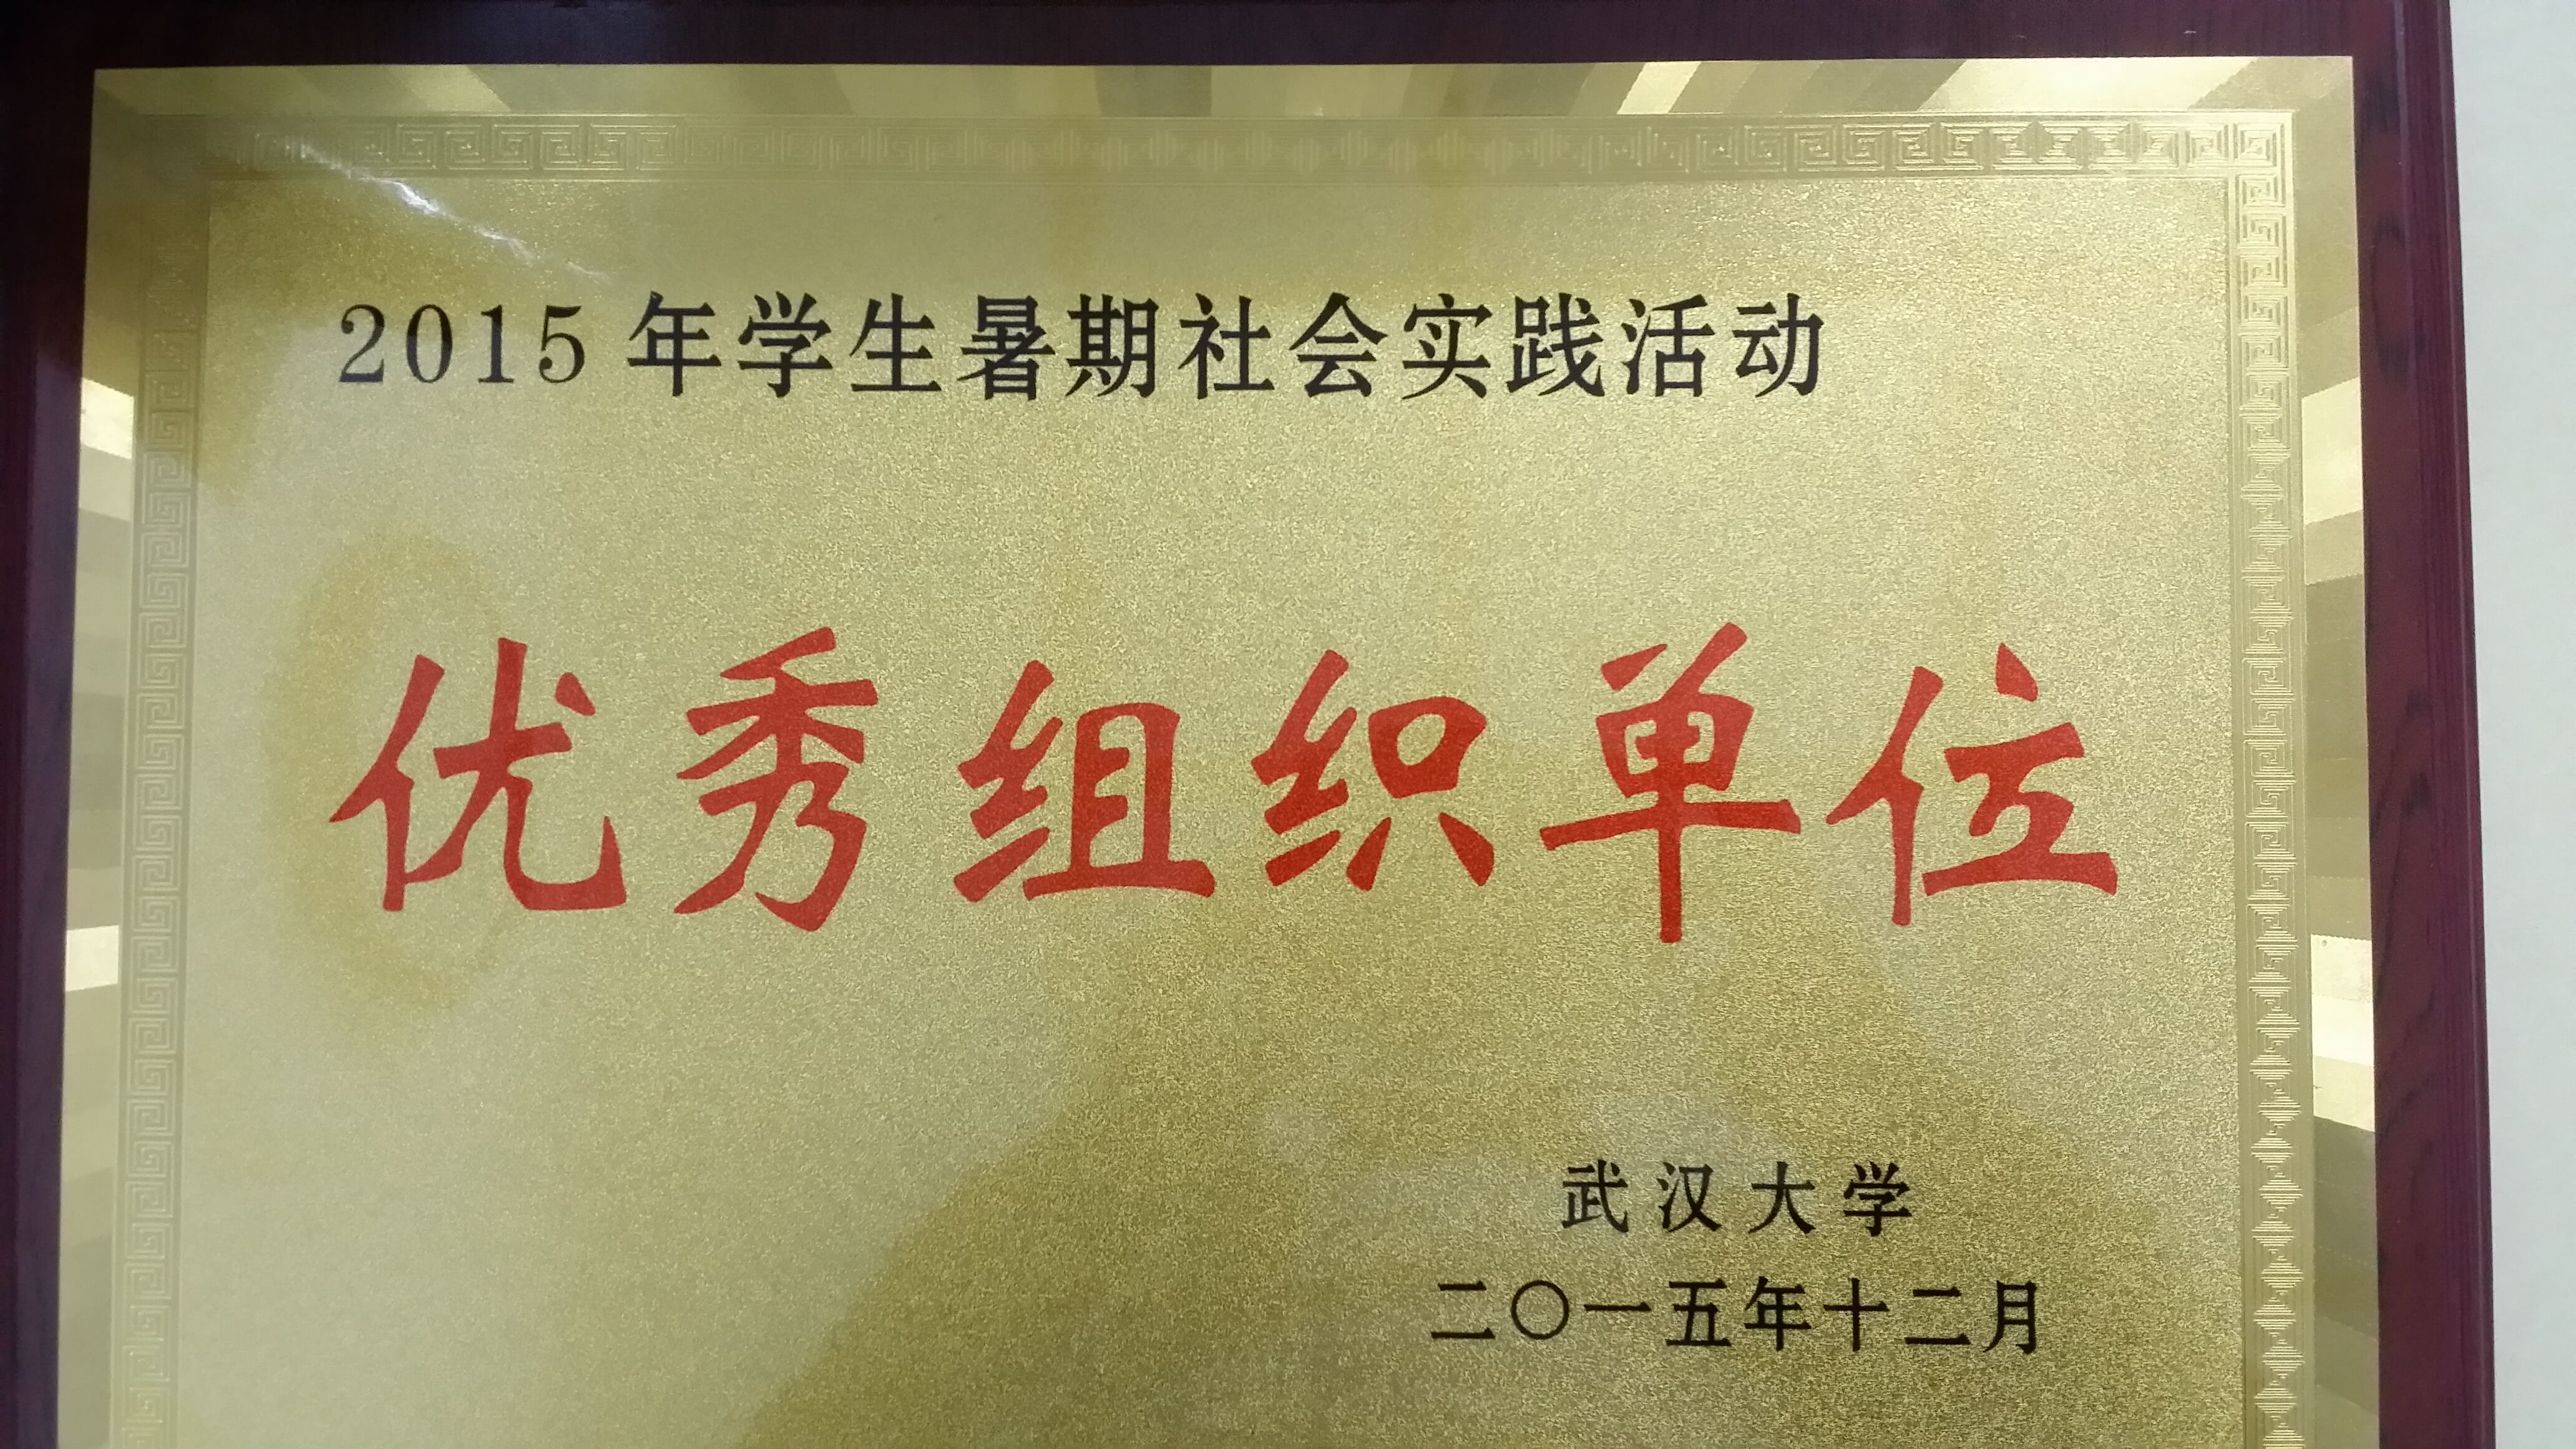 2015年学生暑期社会实践活动
优秀组织单位
武汉大学
二〇一五年十二月